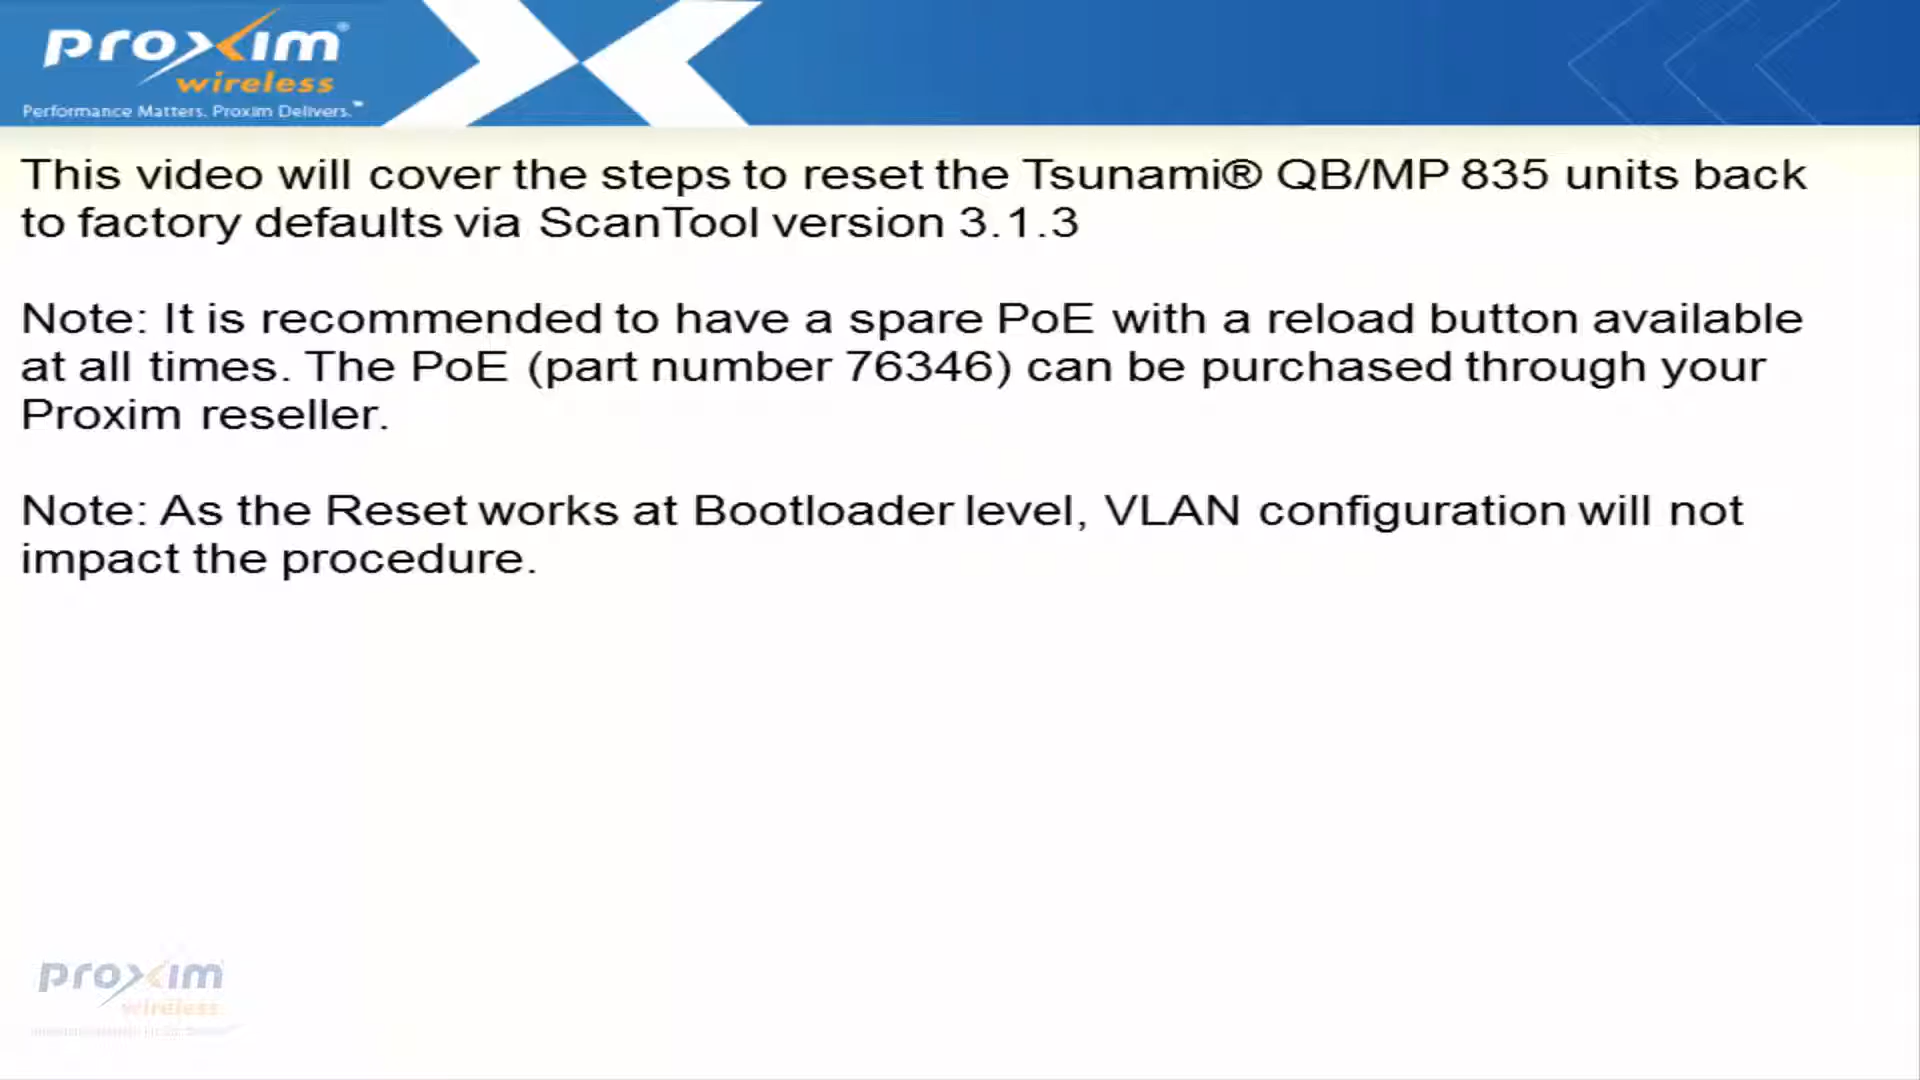 proxim®
wireless
Performance Matters. Proxim Delivers.™
This video will cover the steps to reset the Tsunami® QB/MP 835 units back
to factory defaults via ScanTool version 3.1.3
Note: It is recommended to have a spare PoE with a reload button available
at all times. The PoE (part number 76346) can be purchased through your
Proxim reseller.
Note: As the Reset works at Bootloader level, VLAN configuration will not
impact the procedure.
proxim
wireless